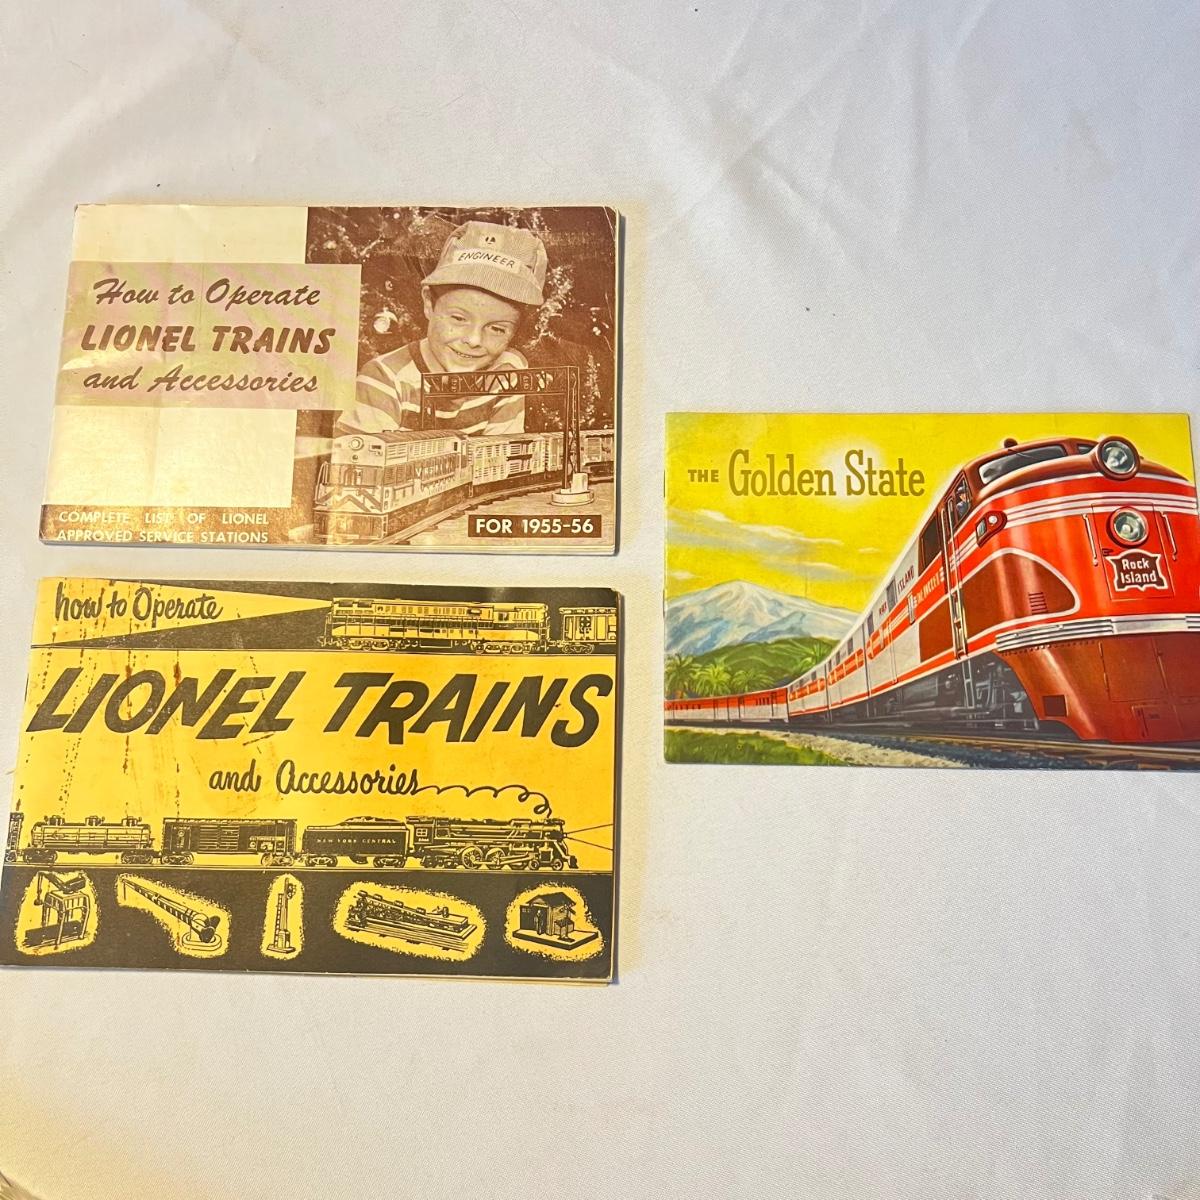 How to Operate
LIONEL TRAINS
and Accessories
ENGINEER
COMPLETE LIST OF LIONEL
APPROVED SERVICE STATIONS
FOR 1955-56
how to Operate
LIONEL TRAINS
and Accessories
NEW YORK CENTRAL
THE Golden State
Rock
Island
ISLAND